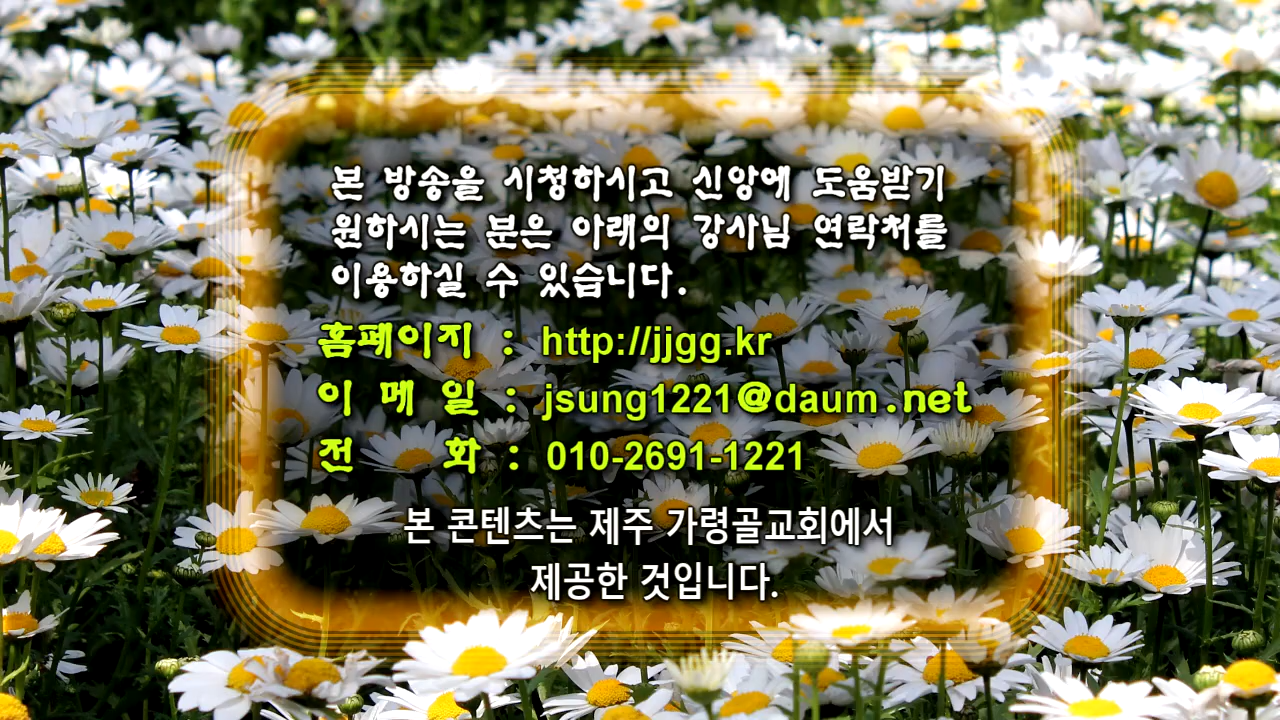 본 방송을 시청하시고 신앙에 도움받기
원하시는 분은 아래의 강사님 연락처를
이용하실 수 있습니다.
홈페이지 : http://jjgg.kr
이 메 일 : jsung1221@daum.net
전 화 : 010-2691-1221
본 콘텐츠는 제주 가령골교회에서
제공한 것입니다.